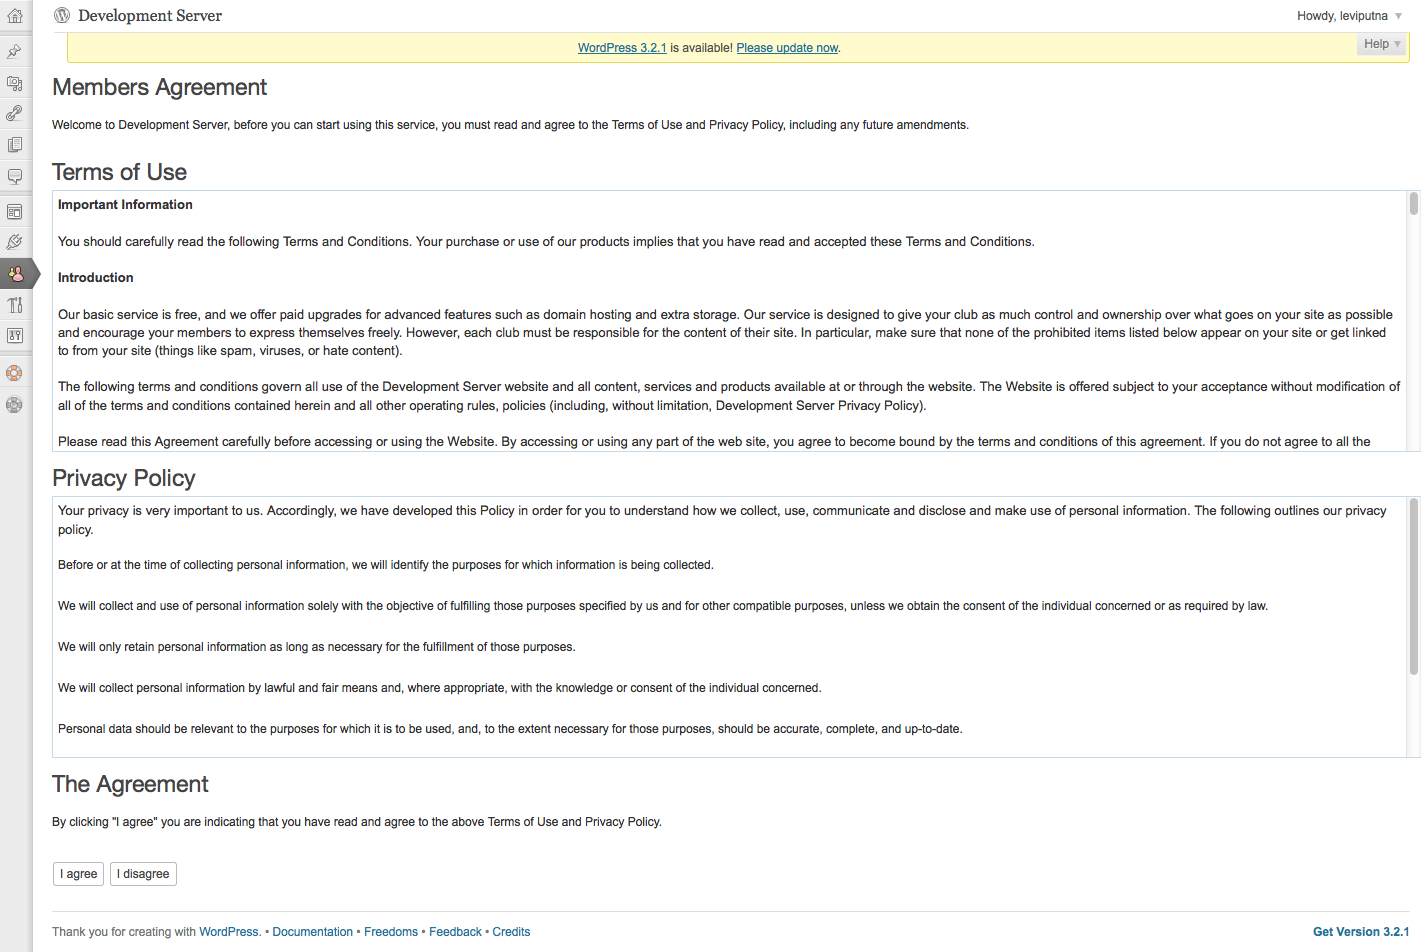 Development Server
Howdy, leviputna
WordPress 3.2.1 is available! Please update now.
Help
Members Agreement
Welcome to Development Server, before you can start using this service, you must read and agree to the Terms of Use and Privacy Policy, including any future amendments.
Terms of Use
Important Information
You should carefully read the following Terms and Conditions. Your purchase or use of our products implies that you have read and accepted these Terms and Conditions.
Introduction
Our basic service is free, and we offer paid upgrades for advanced features such as domain hosting and extra storage. Our service is designed to give your club as much control and ownership over what goes on your site as possible
and encourage your members to express themselves freely. However, each club must be responsible for the content of their site. In particular, make sure that none of the prohibited items listed below appear on your site or get linked
to from your site (things like spam, viruses, or hate content).
The following terms and conditions govern all use of the Development Server website and all content, services and products available at or through the website. The Website is offered subject to your acceptance without modification of
all of the terms and conditions contained herein and all other operating rules, policies (including, without limitation, Development Server Privacy Policy).
Please read this Agreement carefully before accessing or using the Website. By accessing or using any part of the web site, you agree to become bound by the terms and conditions of this agreement. If you do not agree to all the
Privacy Policy
Your privacy is very important to us. Accordingly, we have developed this Policy in order for you to understand how we collect, use, communicate and disclose and make use of personal information. The following outlines our privacy
policy.
Before or at the time of collecting personal information, we will identify the purposes for which information is being collected.
We will collect and use of personal information solely with the objective of fulfilling those purposes specified by us and for other compatible purposes, unless we obtain the consent of the individual concerned or as required by law.
We will only retain personal information as long as necessary for the fulfillment of those purposes.
We will collect personal information by lawful and fair means and, where appropriate, with the knowledge or consent of the individual concerned.
Personal data should be relevant to the purposes for which it is to be used, and, to the extent necessary for those purposes, should be accurate, complete, and up-to-date.
The Agreement
By clicking "I agree" you are indicating that you have read and agree to the above Terms of Use and Privacy Policy.
I agree
I disagree
Thank you for creating with WordPress. • Documentation • Freedoms • Feedback • Credits
Get Version 3.2.1